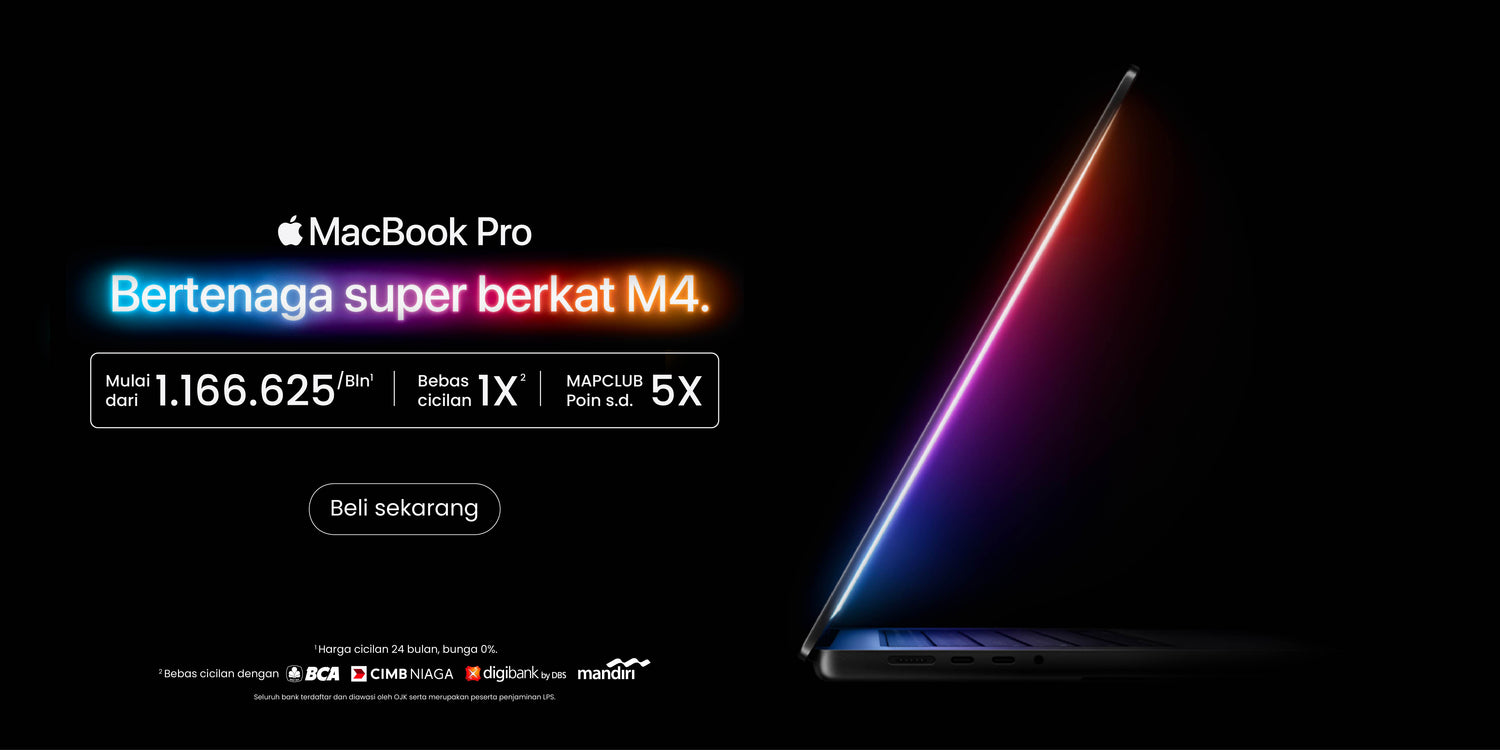 MacBook Pro
Bertenaga super berkat M4.
Mulai dari 1.166.625/Bln¹
Bebas cicilan 1X²
MAPCLUB Poin s.d. 5X
Beli sekarang
¹Harga cicilan 24 bulan, bunga 0%.
²Bebas cicilan dengan BCA CIMB NIAGA digibank by DBS mandiri
Seluruh bank terdaftar dan diawasi oleh OJK serta merupakan peserta penjaminan LPS.